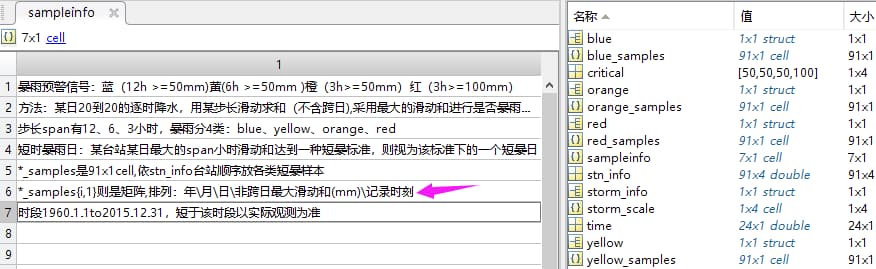 sampleinfo
7x1 cell
1
1 暴雨预警信号：蓝（12h >=50mm)黄(6h >=50mm )橙（3h>=50mm）红（3h>=100mm）
2 方法：某日20到20的逐时降水，用某步长滑动求和（不含跨日),采用最大的滑动和进行是否暴雨...
3 步长span有12、6、3小时，暴雨分4类：blue、yellow、orange、red
4 短时暴雨日：某台站某日最大的span小时滑动和达到一种短暴标准，则视为该标准下的一个短暴日
5 *_samples是91x1cell,依stn_info台站顺序放各类短暴样本
6 *_samples{i,1}则是矩阵,排列：年\月\日\非跨日最大滑动和(mm)\记录时刻
7 时段1960.1.1to2015.12.31，短于该时段以实际观测为准
8
9
名称 值 大小
blue 1x1 struct 1x1
blue_samples 91x1 cell 91x1
critical [50,50,50,100] 1x4
orange 1x1 struct 1x1
orange_samples 91x1 cell 91x1
red 1x1 struct 1x1
red_samples 91x1 cell 91x1
sampleinfo 7x1 cell 7x1
stn_info 91x4 double 91x4
storm_info 1x1 struct 1x1
storm_scale 1x4 cell 1x4
time 24x1 double 24x1
yellow 1x1 struct 1x1
yellow_samples 91x1 cell 91x1